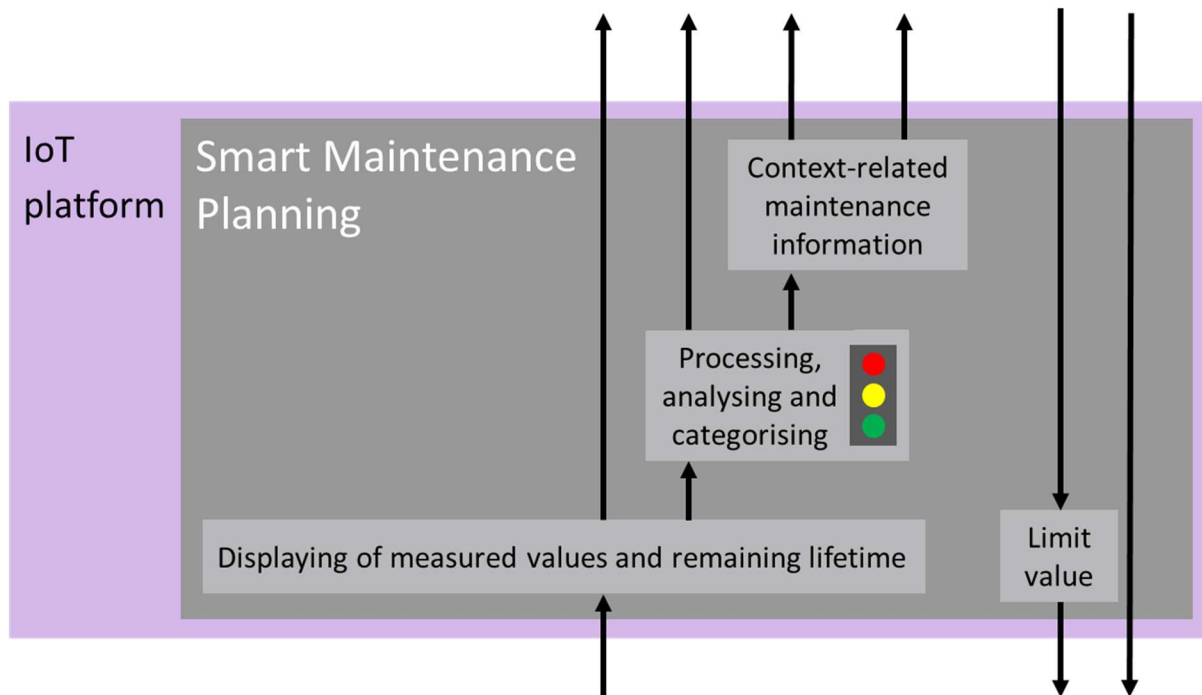 IoT
platform
Smart Maintenance
Planning
Context-related
maintenance
information
Processing,
analysing and
categorising
Displaying of measured values and remaining lifetime
Limit
value